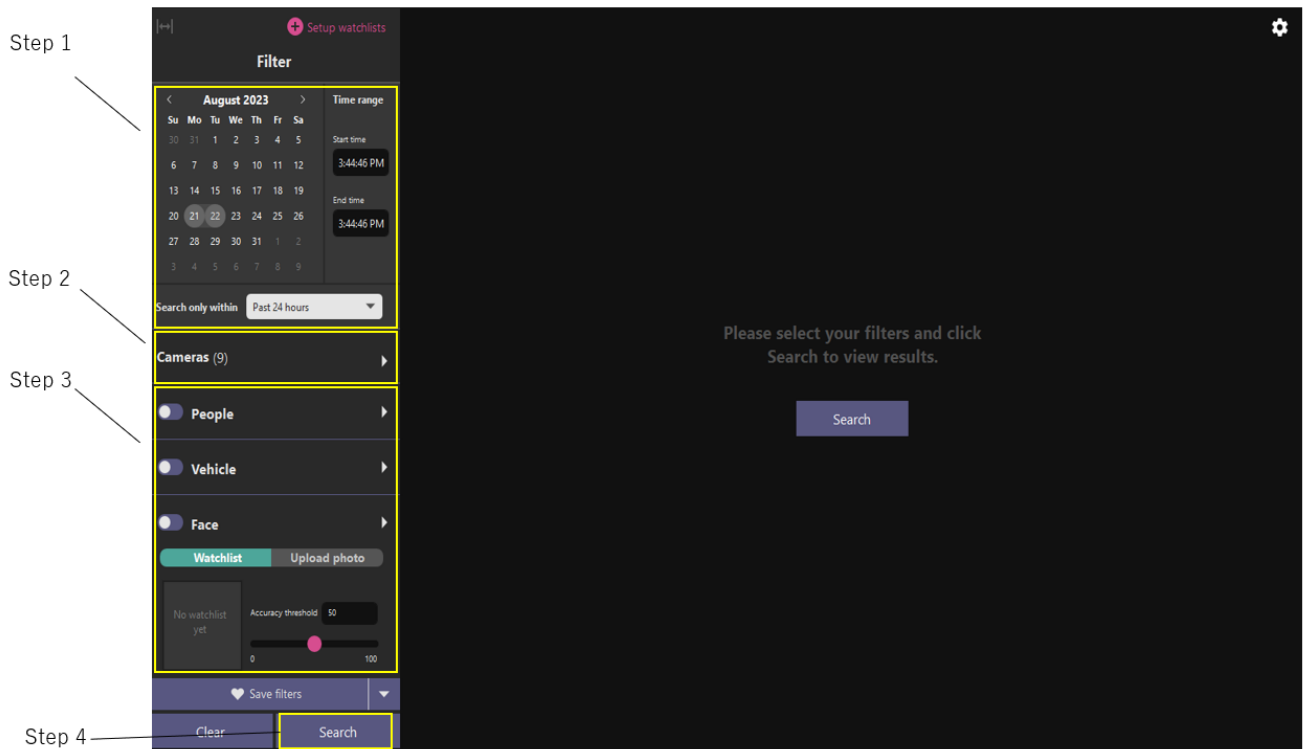 Setup watchlists
Step 1
Filter
August 2023
Time range
Su Mo Tu We Th Fr Sa
30 31 1 2 3 4 5
Start time
6 7 8 9 10 11 12
3:44:46 PM
13 14 15 16 17 18 19
End time
20 21 22 23 24 25 26
3:44:46 PM
27 28 29 30 31 1 2
3 4 5 6 7 8 9
Step 2
Search only within Past 24 hours
Cameras (9)
Step 3
People
Vehicle
Face
Watchlist Upload photo
No watchlist
yet
Accuracy threshold 50
0 100
Save filters
Step 4
Clear Search
Please select your filters and click
Search to view results.
Search